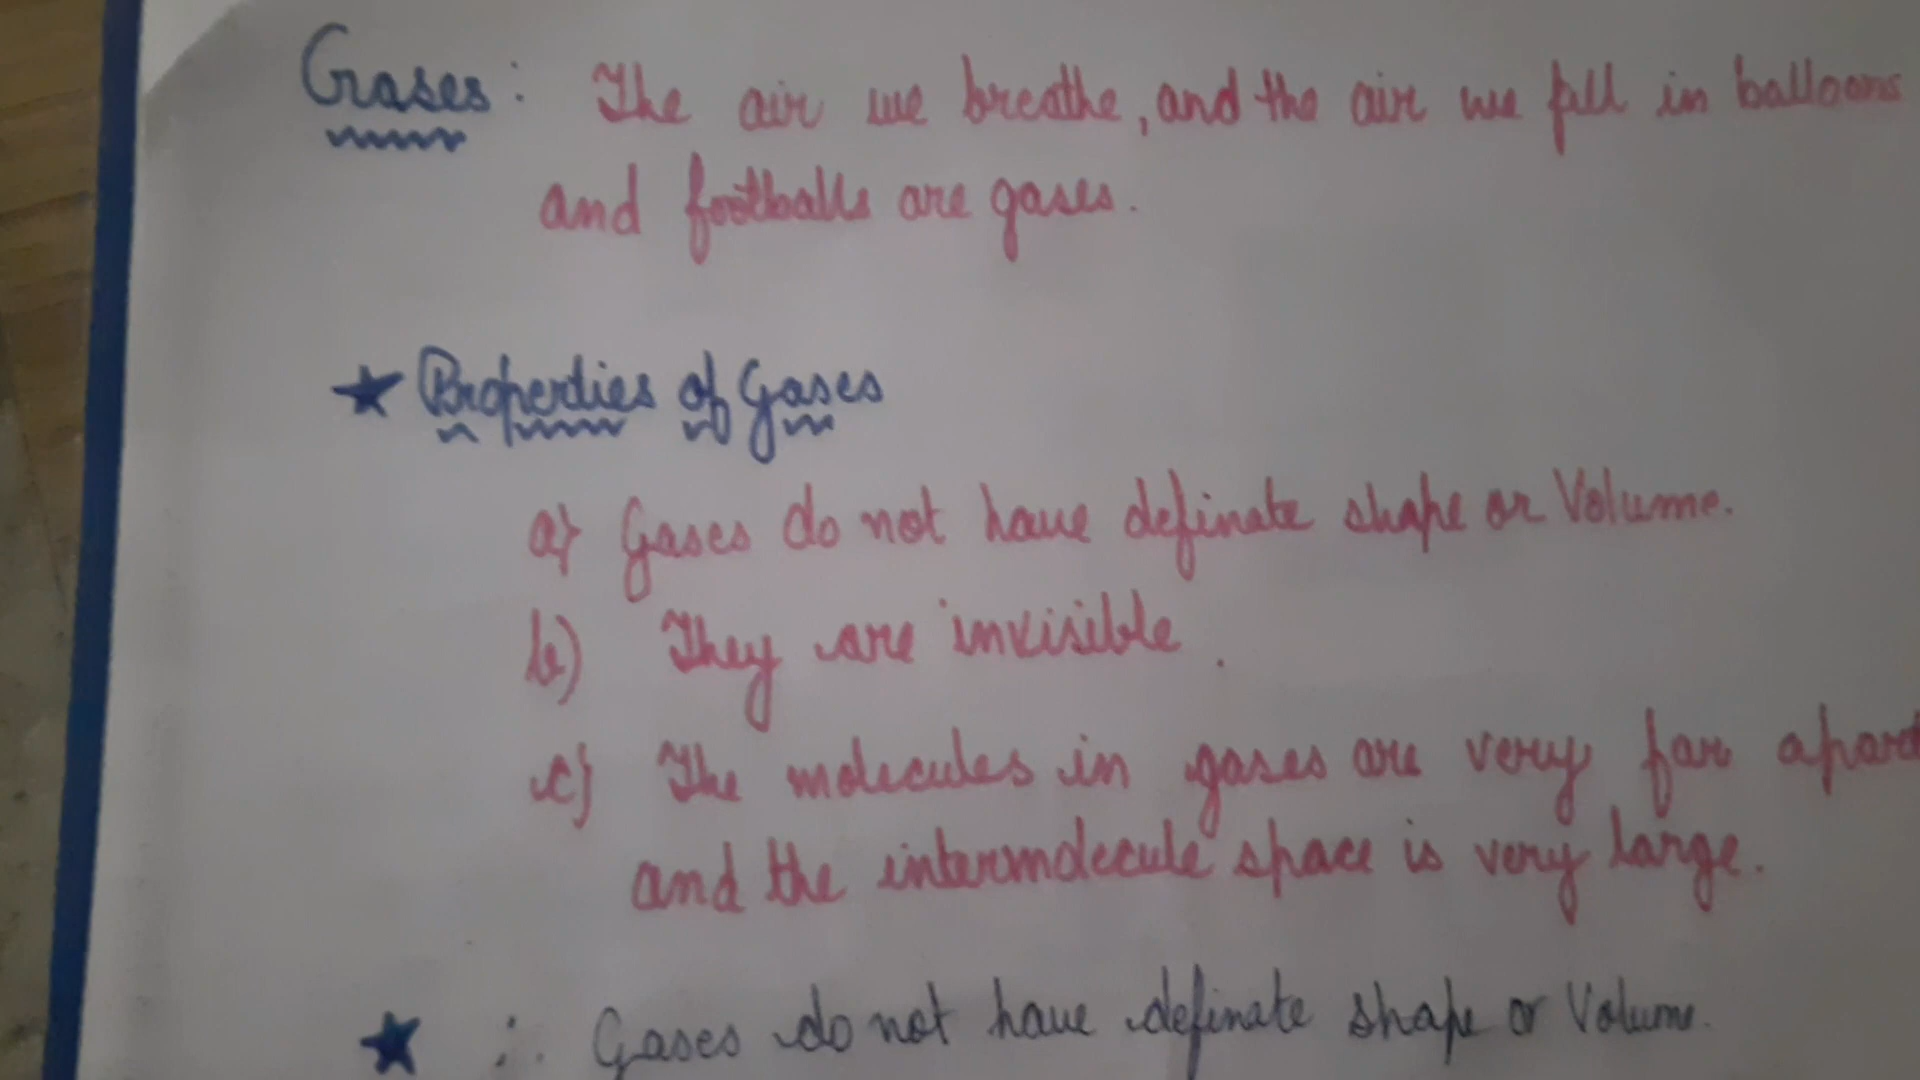 Gases: The air we breathe, and the air we fill in balloons
and footballs are gases.
★ Properties of Gases
a) Gases do not have definate shape or Volume.
b) They are invisible.
c) The molecules in gases are very far apart
and the intermolecule space is very large.
★ ∴ Gases do not have definate shape or Volume.